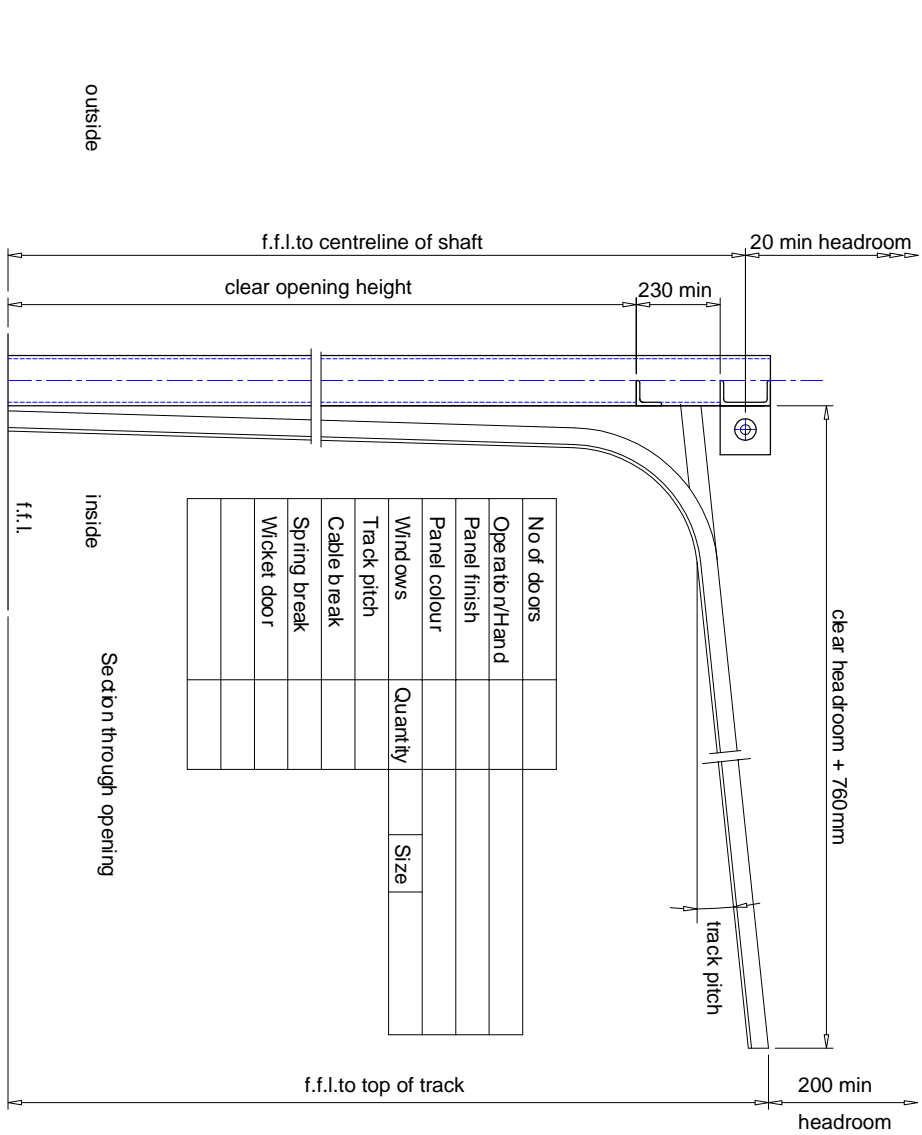 outside
f.f.l.to centreline of shaft
20 min headroom
clear opening height
230 min
inside
f.f.l.
Section through opening
No of doors
Operation/Hand
Panel finish
Panel colour
Windows Quantity Size
Track pitch
Cable break
Spring break
Wicket door
clear headroom + 760mm
track pitch
f.f.l.to top of track
200 min
headroom